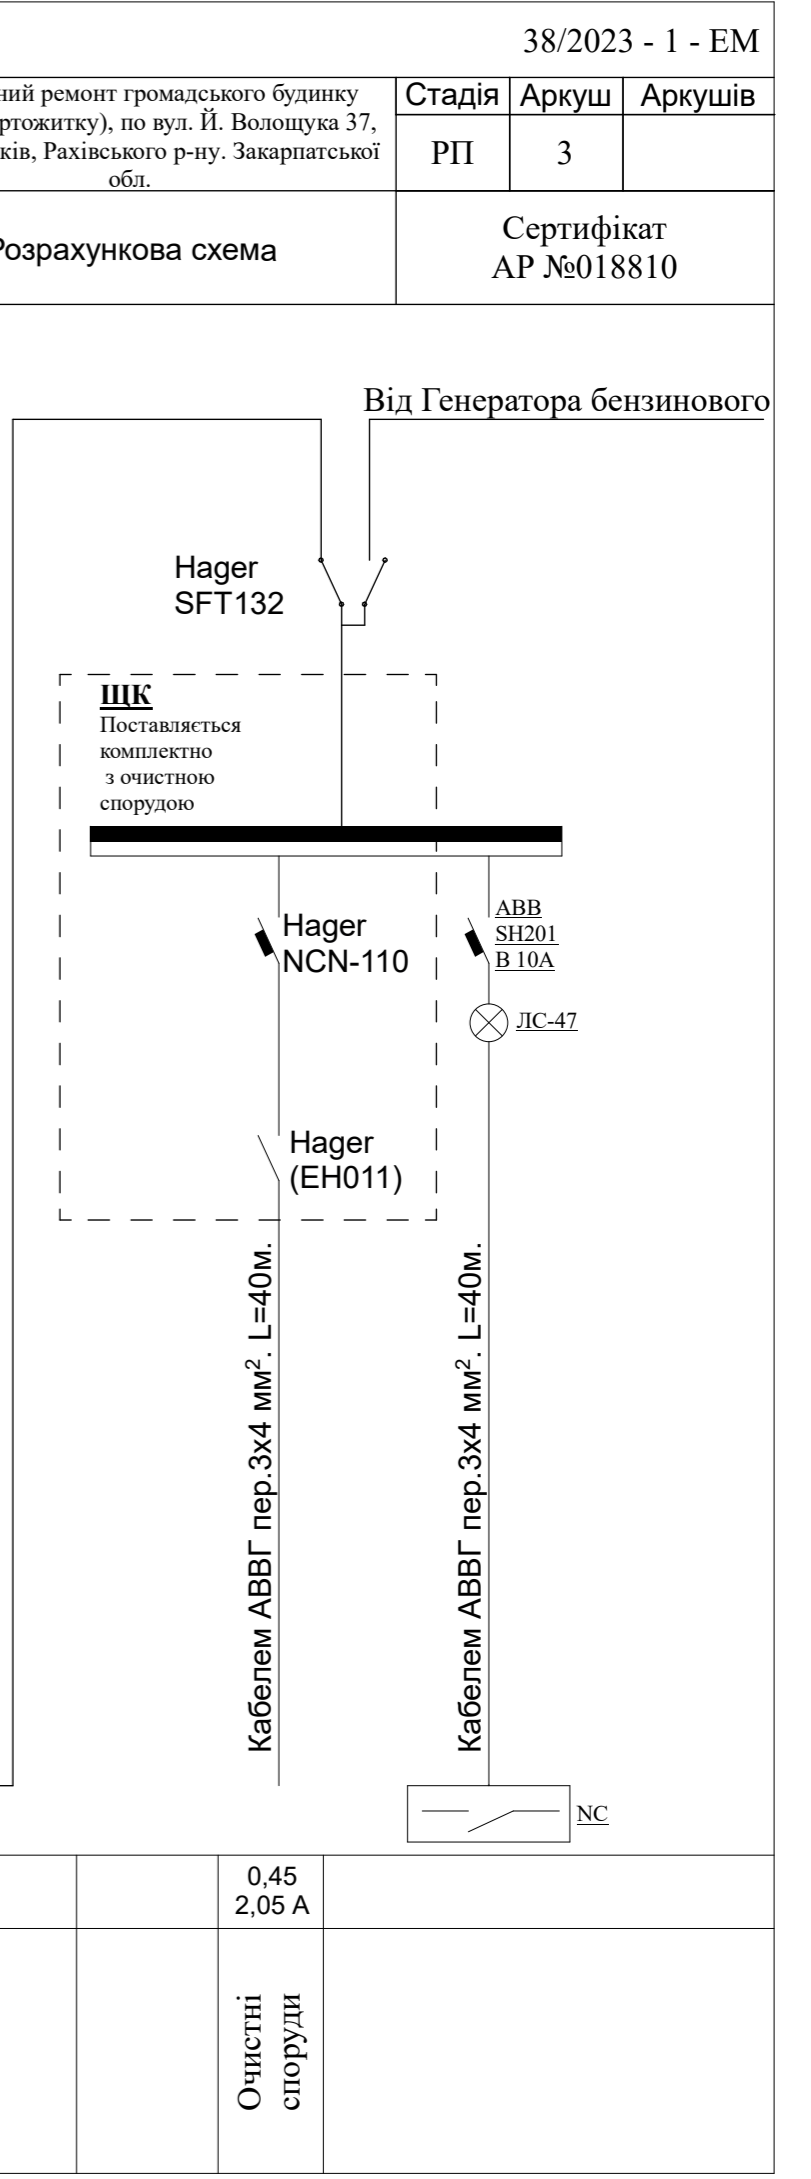 38/2023 - 1 - ЕМ
ремонт громадського будинку
Стадія Аркуш Аркушів
по вул. Й. Волощука 37,
Рахівського р-ну. Закарпатської
обл.
РП 3
Розрахункова схема
Сертифікат
АР №018810
Від Генератора бензинового
Hager
SFT132
ЩК
Поставляється
комплектно
з очистною
спорудою
Hager
NCN-110
ABB
SH201
B 10A
ЛС-47
Hager
(EH011)
Кабелем АВВГ пер.3х4 мм². L=40м.
Кабелем АВВГ пер.3х4 мм². L=40м.
NC
0,45
2,05 А
Очистні
споруди